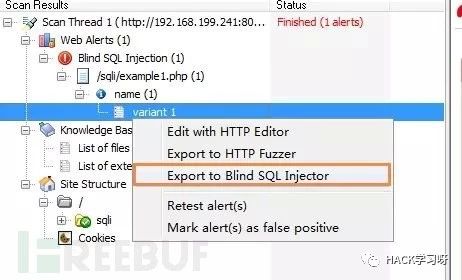 Scan Results
Status
Scan Thread 1 ( http://192.168.199.241:80...
Finished (1 alerts)
Web Alerts (1)
Blind SQL Injection (1)
/sqli/example1.php (1)
name (1)
variant 1
Knowledge Bas
List of files
List of exter
Site Structure
/
sqli
Cookies
Edit with HTTP Editor
Export to HTTP Fuzzer
Export to Blind SQL Injector
Retest alert(s)
Mark alert(s) as false positive
FREEBUF
HACK学习呀